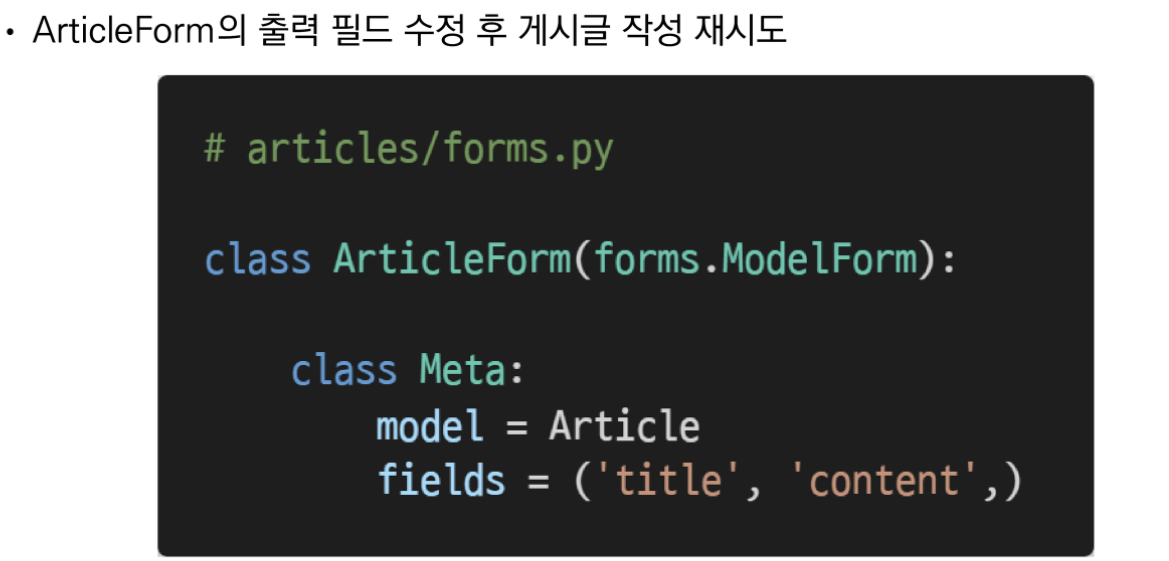 • ArticleForm의 출력 필드 수정 후 게시글 작성 재시도
# articles/forms.py
class ArticleForm(forms.ModelForm):
    class Meta:
        model = Article
        fields = ('title', 'content',)